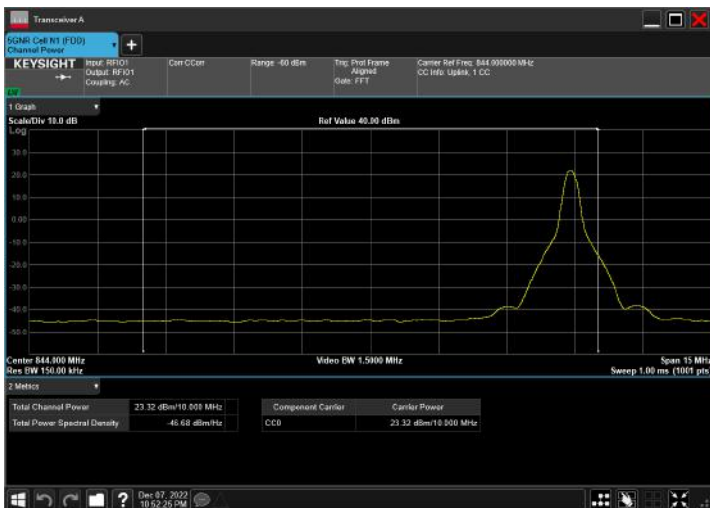 Transceiver A
5GNR Cell N1 (FDD)
Channel Power
KEYSIGHT
Input: RFIO1
Output: RFIO1
Coupling: AC
Corr CCorr
Range -60 dBm
Trig: Prot Frame
Aligned
Gate: FFT
Carrier Ref Freq: 844.000000 MHz
CC Info: Uplink, 1 CC
1 Graph
Scale/Div 10.0 dB
Ref Value 40.00 dBm
Log
30.0
20.0
10.0
0.00
-10.0
-20.0
-30.0
-40.0
-50.0
Center 844.000 MHz
Video BW 1.5000 MHz
Span 15 MHz
Res BW 150.00 kHz
Sweep 1.00 ms (1001 pts)
2 Metrics
Total Channel Power 23.32 dBm/10.000 MHz
Total Power Spectral Density -46.68 dBm/Hz
Component Carrier Carrier Power
CC0 23.32 dBm/10.000 MHz
Dec 07, 2022
10:52:25 PM